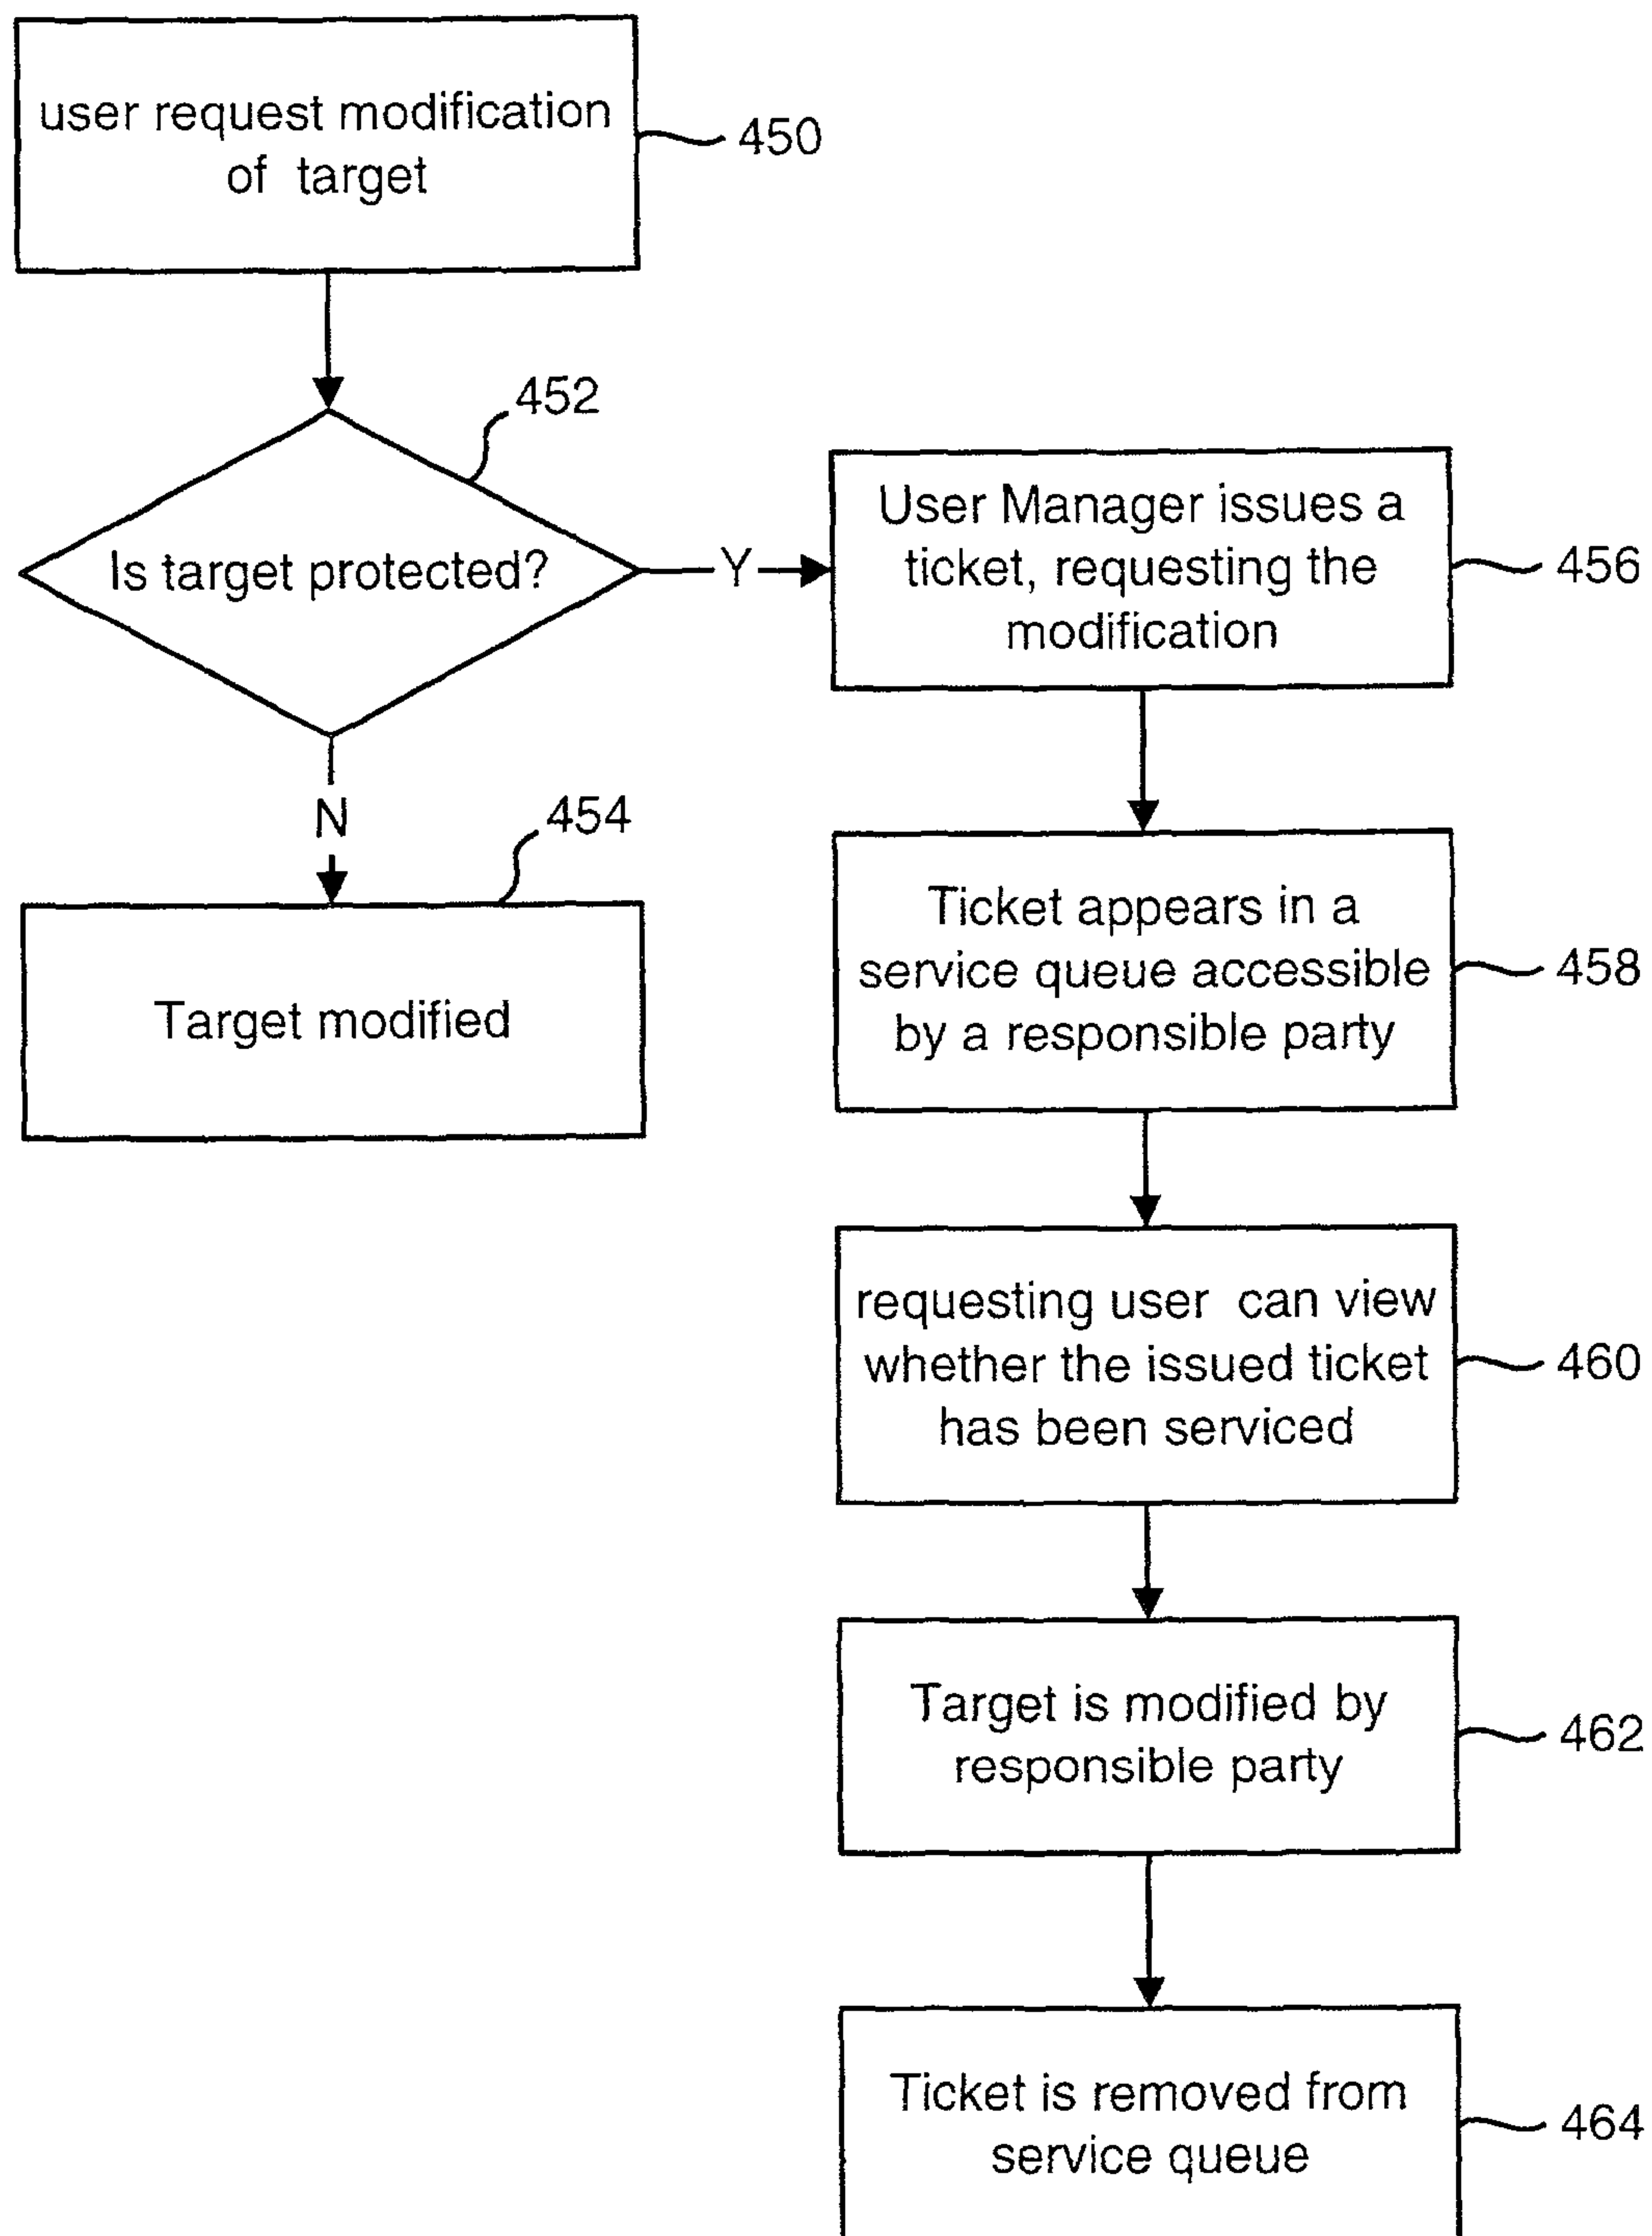 user request modification
of target
450
452
Is target protected?
Y
N
454
Target modified
User Manager issues a
ticket, requesting the
modification
456
Ticket appears in a
service queue accessible
by a responsible party
458
requesting user can view
whether the issued ticket
has been serviced
460
Target is modified by
responsible party
462
Ticket is removed from
service queue
464